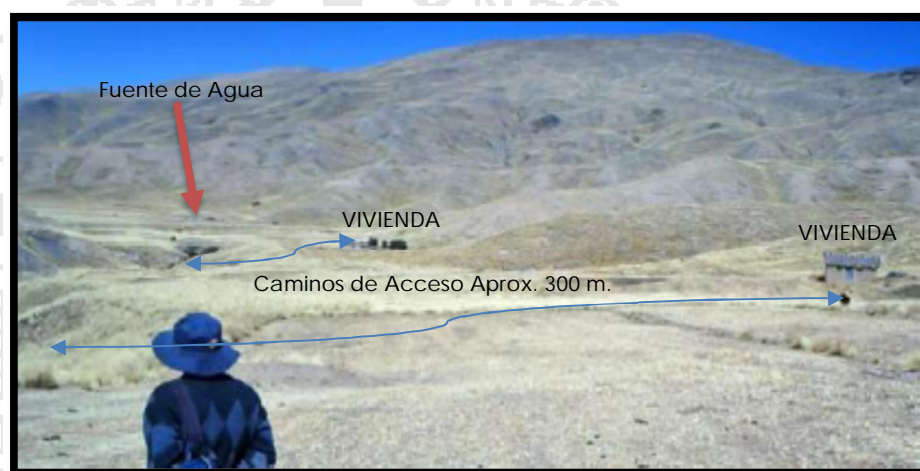 Fuente de Agua
VIVIENDA
VIVIENDA
Caminos de Acceso Aprox. 300 m.